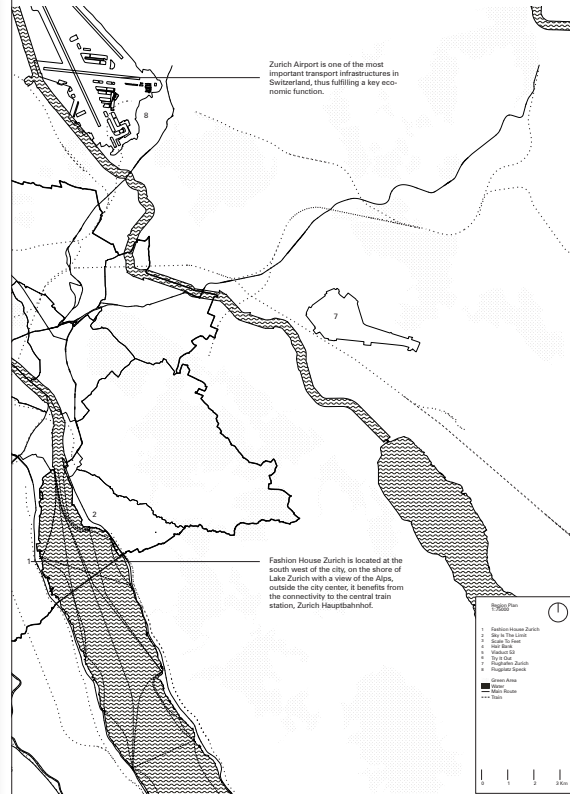 Zurich Airport is one of the most
important transport infrastructures in
Switzerland, thus fulfilling a key eco-
nomic function.
8
7
2
1
Fashion House Zurich is located at the
south west of the city, on the shore of
Lake Zurich with a view of the Alps,
outside the city center, it benefits from
the connectivity to the central train
station, Zurich Hauptbahnhof.
Region Plan
1:75000
1 Fashion House Zurich
2 Sky Is The Limit
3 Scale To Feet
4 Hair Bank
5 Viaduct S3
6 Try It Out
7 Flughafen Zurich
8 Flugplatz Speck
Green Area
Water
Main Route
Train
0 1 2 3 Km